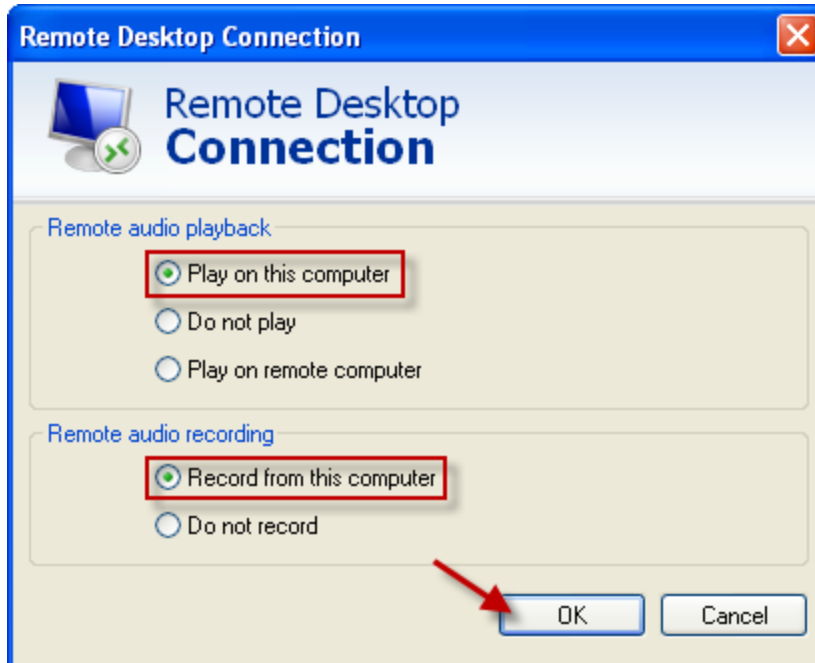 Remote Desktop Connection
Remote Desktop
Connection
Remote audio playback
Play on this computer
Do not play
Play on remote computer
Remote audio recording
Record from this computer
Do not record
OK Cancel